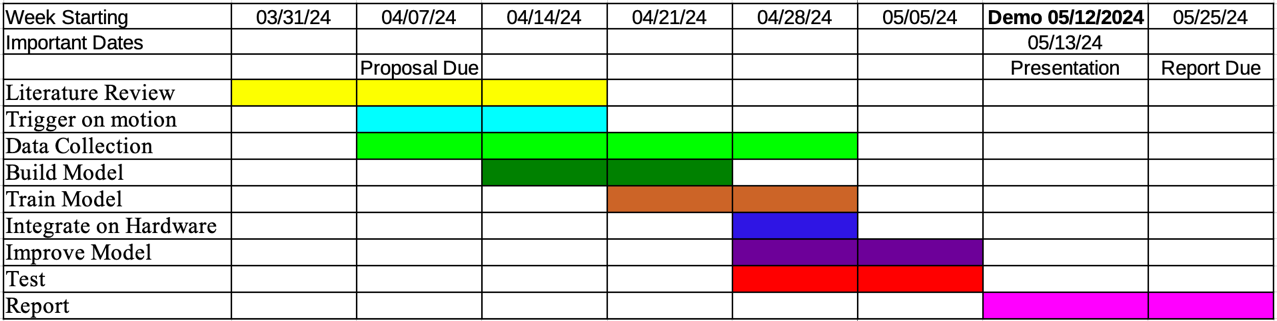 Week Starting 03/31/24 04/07/24 04/14/24 04/21/24 04/28/24 05/05/24 Demo 05/12/2024 05/25/24
Important Dates 05/13/24
Proposal Due Presentation Report Due
Literature Review
Trigger on motion
Data Collection
Build Model
Train Model
Integrate on Hardware
Improve Model
Test
Report